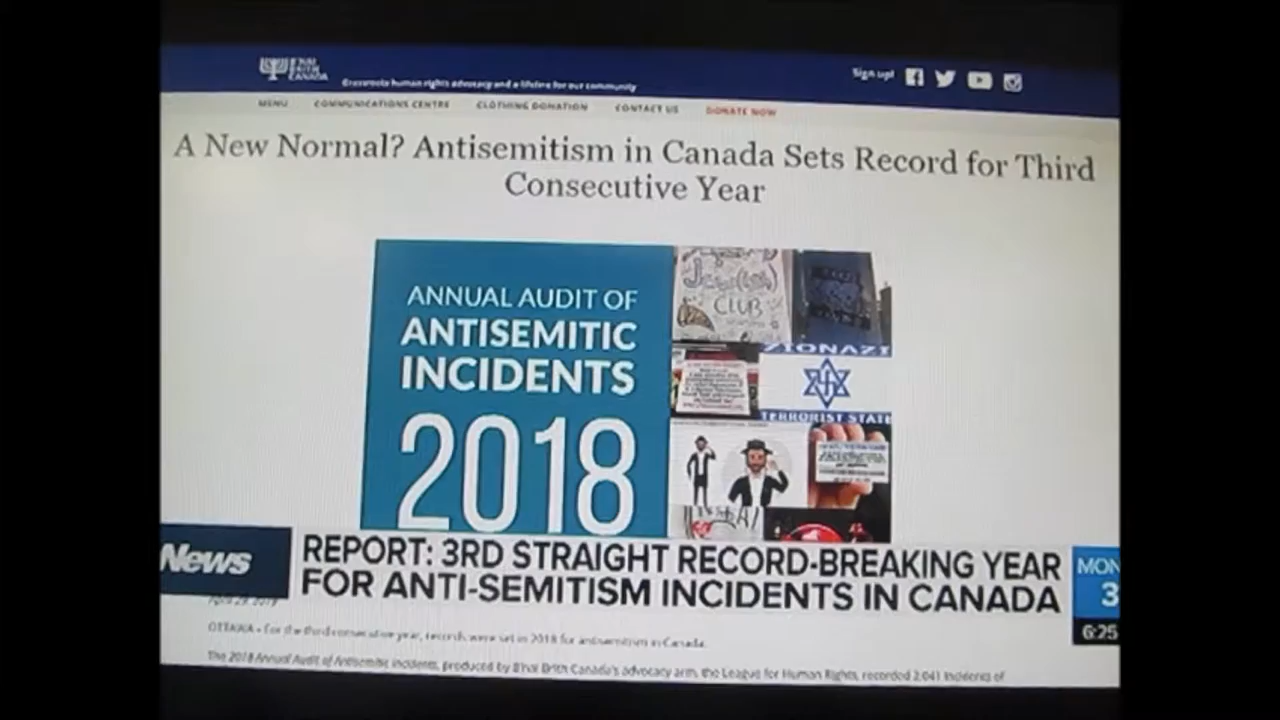 B'NAI
BRITH
CANADA
Grassroots human rights advocacy and a lifeline for our community
Sign up!
MENU
COMMUNICATIONS CENTRE
CLOTHING DONATION
CONTACT US
DONATE NOW
A New Normal? Antisemitism in Canada Sets Record for Third
Consecutive Year
ANNUAL AUDIT OF
ANTISEMITIC
INCIDENTS
2018
CLUB
ZIONAZI
TERRORIST STATE
News
REPORT: 3RD STRAIGHT RECORD-BREAKING YEAR
FOR ANTI-SEMITISM INCIDENTS IN CANADA
MON
3
6:25
April 29, 2019
OTTAWA – For the third consecutive year, records were set in 2018 for antisemitism in Canada.
The 2018 Annual Audit of Antisemitic Incidents, produced by B'nai Brith Canada's advocacy arm, the League for Human Rights, recorded 2,041 incidents of